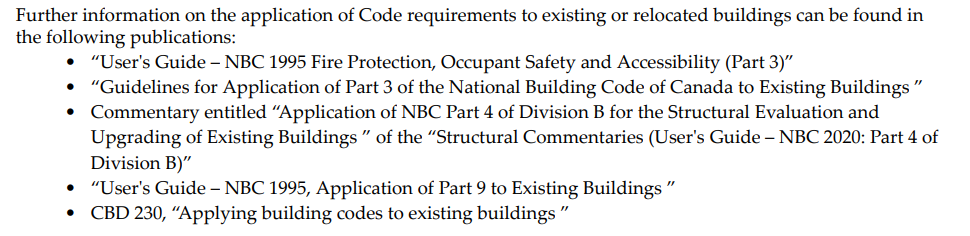 Further information on the application of Code requirements to existing or relocated buildings can be found in
the following publications:
• “User's Guide – NBC 1995 Fire Protection, Occupant Safety and Accessibility (Part 3)”
• “Guidelines for Application of Part 3 of the National Building Code of Canada to Existing Buildings ”
• Commentary entitled “Application of NBC Part 4 of Division B for the Structural Evaluation and
Upgrading of Existing Buildings ” of the “Structural Commentaries (User's Guide – NBC 2020: Part 4 of
Division B)”
• “User's Guide – NBC 1995, Application of Part 9 to Existing Buildings ”
• CBD 230, “Applying building codes to existing buildings ”